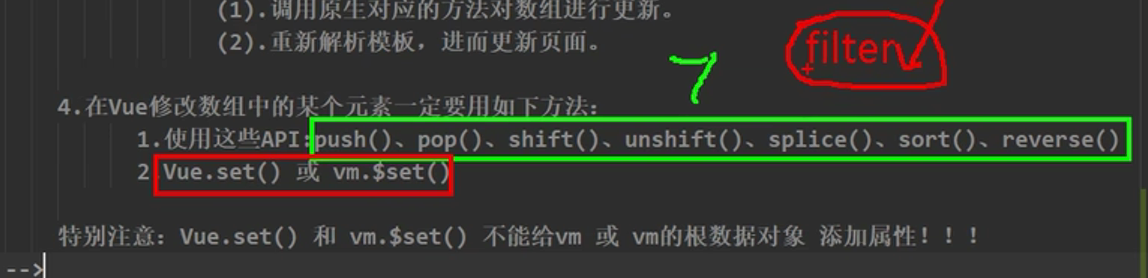 (1).调用原生对应的方法对数组进行更新。
(2).重新解析模板，进而更新页面。
filter
7
4.在Vue修改数组中的某个元素一定要用如下方法：
1.使用这些API:push()、pop()、shift()、unshift()、splice()、sort()、reverse()
2.Vue.set() 或 vm.$set()
特别注意：Vue.set() 和 vm.$set() 不能给vm 或 vm的根数据对象 添加属性！！！
-->